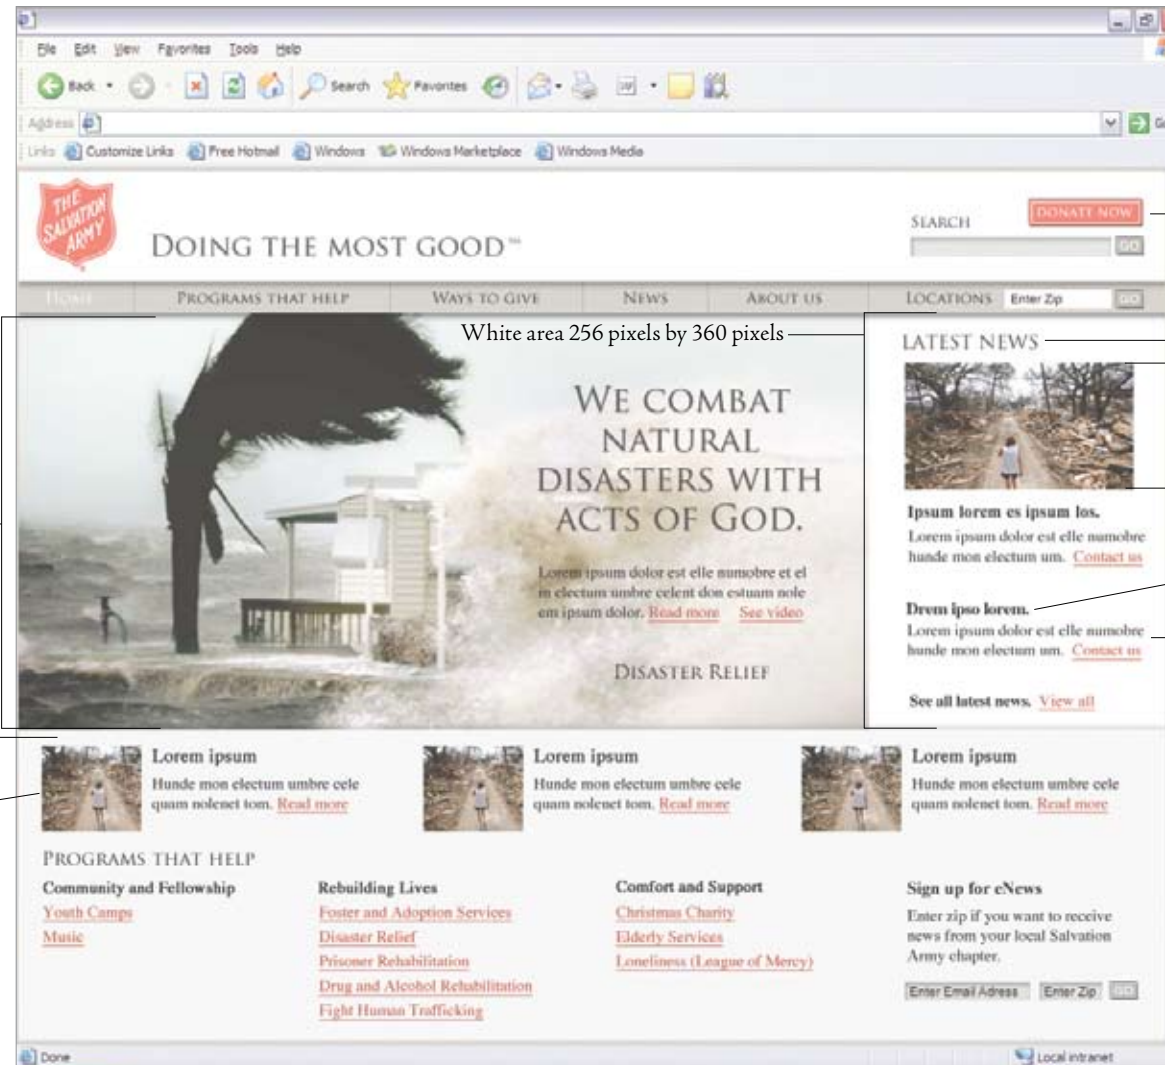 File Edit View Favorites Tools Help
Back Search Favorites
Address
Links Customize Links Free Hotmail Windows Windows Marketplace Windows Media
THE
SALVATION
ARMY
DOING THE MOST GOOD™
DONATE NOW
SEARCH
GO
HOME PROGRAMS THAT HELP WAYS TO GIVE NEWS ABOUT US LOCATIONS Enter Zip GO
White area 256 pixels by 360 pixels
WE COMBAT
NATURAL
DISASTERS WITH
ACTS OF GOD.
Lorem ipsum dolor est elle numobre et el
in electum umbre celent don estuam nole
em ipsum dolor. Read more See video
DISASTER RELIEF
LATEST NEWS
Ipsum lorem es ipsum los.
Lorem ipsum dolor est elle numobre
hunde mon electum um. Contact us
Drem ipso lorem.
Lorem ipsum dolor est elle numobre
hunde mon electum um. Contact us
See all latest news. View all
Lorem ipsum
Hunde mon electum umbre cele
quam nolenet tom. Read more
Lorem ipsum
Hunde mon electum umbre cele
quam nolenet tom. Read more
Lorem ipsum
Hunde mon electum umbre cele
quam nolenet tom. Read more
PROGRAMS THAT HELP
Community and Fellowship
Youth Camps
Music
Rebuilding Lives
Foster and Adoption Services
Disaster Relief
Prisoner Rehabilitation
Drug and Alcohol Rehabilitation
Fight Human Trafficking
Comfort and Support
Christmas Charity
Elderly Services
Loneliness (League of Mercy)
Sign up for eNews
Enter zip if you want to receive
news from your local Salvation
Army chapter.
Enter Email Adress Enter Zip GO
Done Local intranet